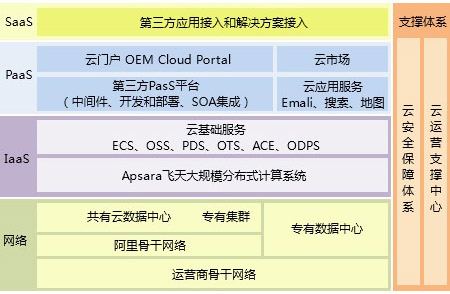 SaaS
第三方应用接入和解决方案接入
支撑体系
PaaS
云门户 OEM Cloud Portal
云市场
第三方PasS平台
（中间件、开发和部署、SOA集成）
云应用服务
Emali、搜索、地图
IaaS
云基础服务
ECS、OSS、PDS、OTS、ACE、ODPS
Apsara飞天大规模分布式计算系统
网络
共有云数据中心 专有集群
专有数据中心
阿里骨干网络
运营商骨干网络
云安全保障体系
云运营支撑中心